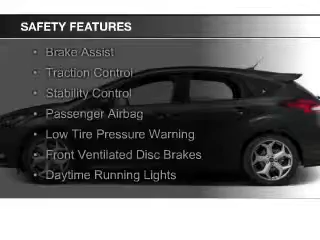 SAFETY FEATURES
• Brake Assist
• Traction Control
• Stability Control
• Passenger Airbag
• Low Tire Pressure Warning
• Front Ventilated Disc Brakes
• Daytime Running Lights